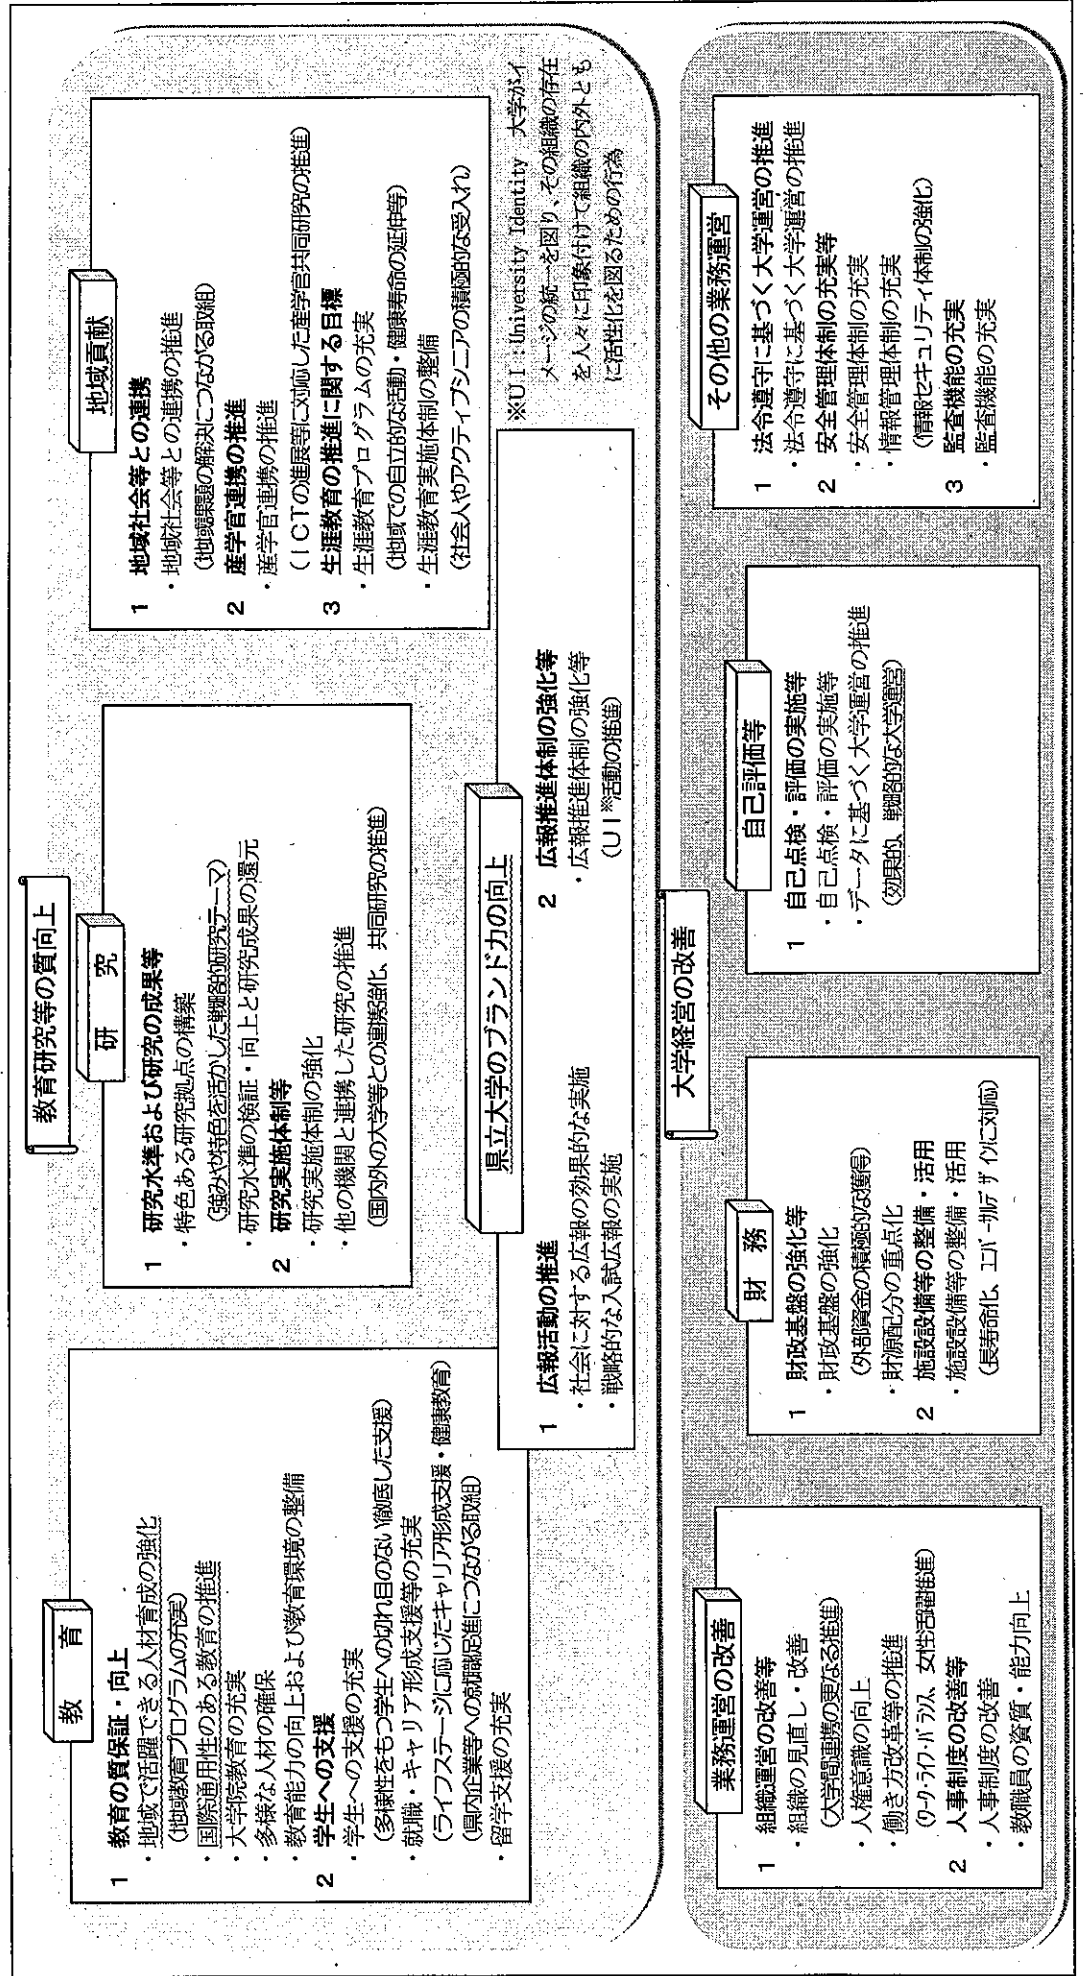 教育研究等の質向上
教　育
1　教育の質保証・向上
・地域で活躍できる人材育成の強化
(地域教育プログラムの充実)
・国際通用性のある教育の推進
・大学院教育の充実
・多様な人材の確保
・教育能力の向上および教育環境の整備
2　学生への支援
・学生への支援の充実
(多様性をもつ学生への切れ目のない徹底した支援)
・就職・キャリア形成支援等の充実
(ライフステージに応じたキャリア形成支援・健康教育)
(県内企業等への就職促進につながる取組)
・留学支援の充実
研　究
1　研究水準および研究の成果等
・特色ある研究拠点の構築
(強みや特色を活かした戦略的研究テーマ)
・研究水準の検証・向上と研究成果の還元
2　研究実施体制等
・研究実施体制の強化
・他の機関と連携した研究の推進
(国内外の大学等との連携強化、共同研究の推進)
地域貢献
1　地域社会等との連携
・地域社会等との連携の推進
(地域課題の解決につながる取組)
2　産学官連携の推進
・産学官連携の推進
(ICTの進展等に対応した産学官共同研究の推進)
3　生涯教育の推進に関する目標
・生涯教育プログラムの充実
(地域での自立的な活動・健康寿命の延伸等)
・生涯教育実施体制の整備
(社会人やアクティブシニアの積極的な受入れ)
県立大学のブランド力の向上
1　広報活動の推進
・社会に対する広報の効果的な実施
・戦略的な入試広報の実施
2　広報推進体制の強化等
・広報推進体制の強化等
(UI※活動の推進)
※UI：University Identity　大学がイ
メージの統一を図り、その組織の存在
を人々に印象付けて組織の内外とも
に活性化を図るための行為
大学経営の改善
業務運営の改善
1　組織運営の改善等
・組織の見直し・改善
(大学間連携の更なる推進)
・人権意識の向上
・働き方改革等の推進
(ワーク・ライフ・バランス、女性活躍推進)
2　人事制度の改善等
・人事制度の改善
・教職員の資質・能力向上
財　務
1　財政基盤の強化等
・財政基盤の強化
(外部資金の積極的な獲得)
・財源配分の重点化
2　施設設備等の整備・活用
・施設設備等の整備・活用
(長寿命化、ユニバーサルデザインに対応)
自己評価等
1　自己点検・評価の実施等
・自己点検・評価の実施等
・データに基づく大学運営の推進
(効果的、戦略的な大学運営)
その他の業務運営
1　法令遵守に基づく大学運営の推進
・法令遵守に基づく大学運営の推進
2　安全管理体制の充実等
・安全管理体制の充実
・情報管理体制の充実
(情報セキュリティ体制の強化)
3　監査機能の充実
・監査機能の充実